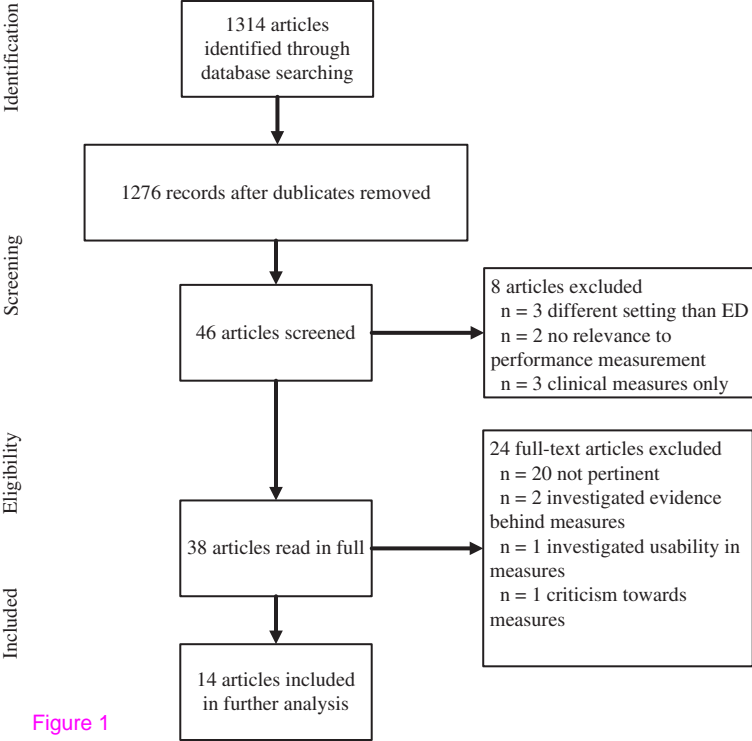 Identification
1314 articles
identified through
database searching
1276 records after dublicates removed
Screening
46 articles screened
8 articles excluded
n = 3 different setting than ED
n = 2 no relevance to
performance measurement
n = 3 clinical measures only
Eligibility
38 articles read in full
24 full-text articles excluded
n = 20 not pertinent
n = 2 investigated evidence
behind measures
n = 1 investigated usability in
measures
n = 1 criticism towards
measures
Included
14 articles included
in further analysis
Figure 1